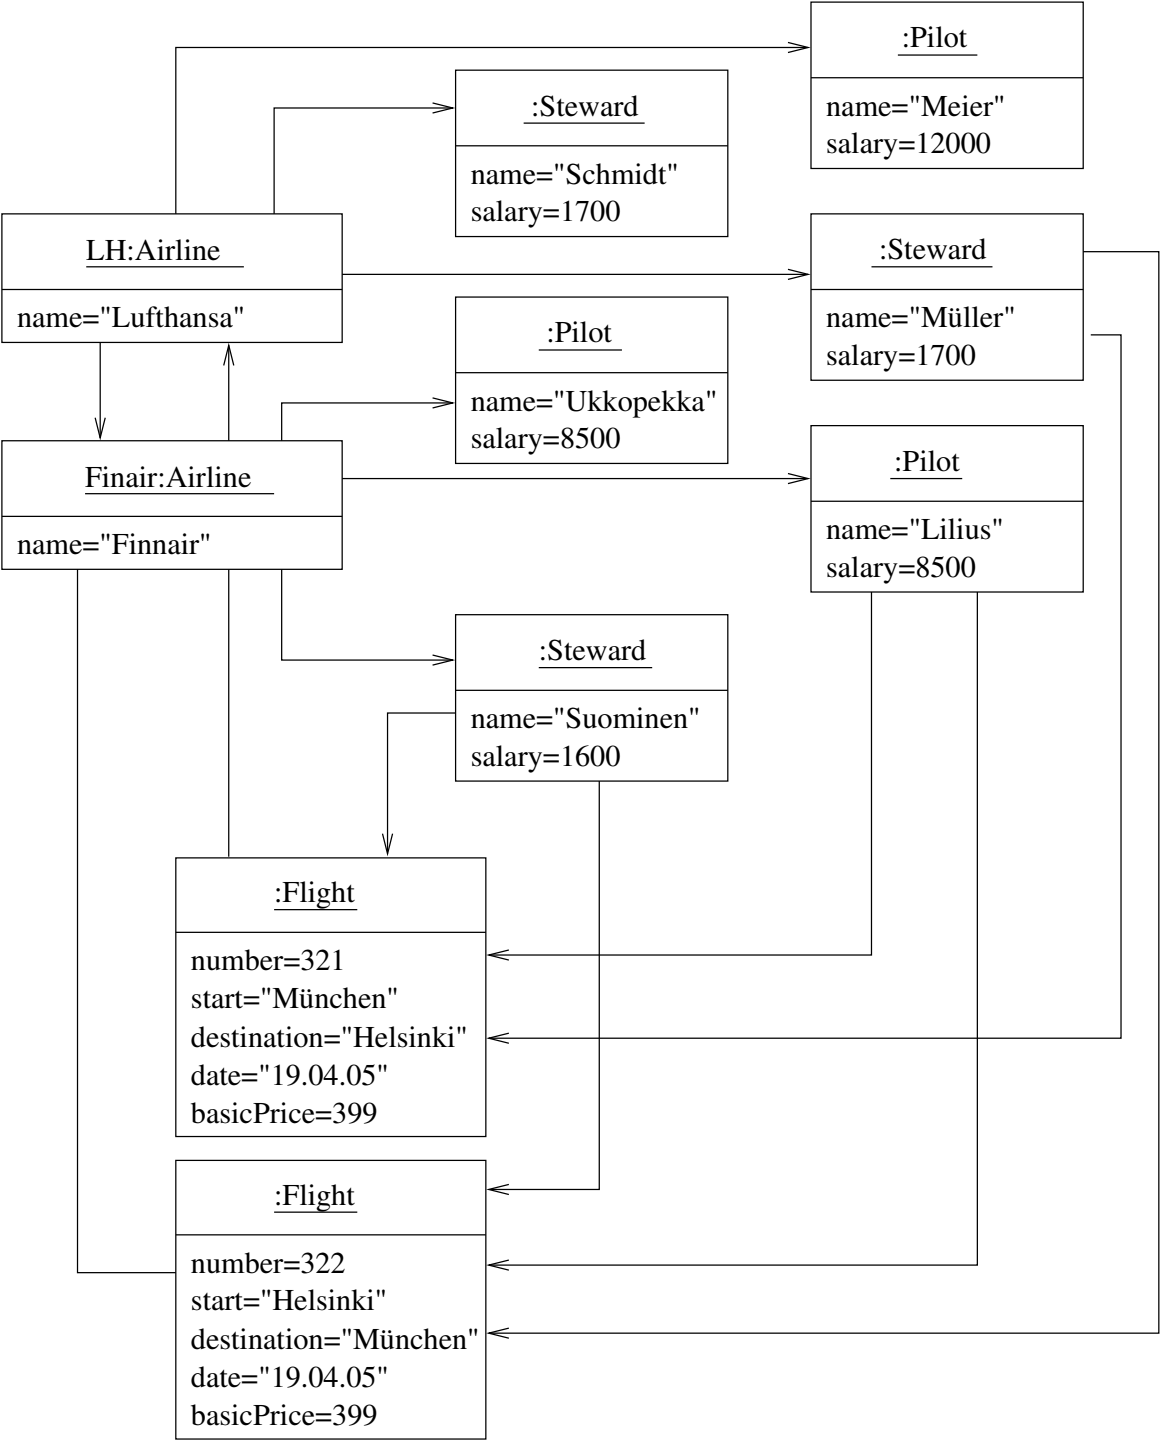 :Pilot
name="Meier"
salary=12000
:Steward
name="Schmidt"
salary=1700
LH:Airline
name="Lufthansa"
:Steward
name="Müller"
salary=1700
:Pilot
name="Ukkopekka"
salary=8500
Finair:Airline
name="Finnair"
:Pilot
name="Lilius"
salary=8500
:Steward
name="Suominen"
salary=1600
:Flight
number=321
start="München"
destination="Helsinki"
date="19.04.05"
basicPrice=399
:Flight
number=322
start="Helsinki"
destination="München"
date="19.04.05"
basicPrice=399